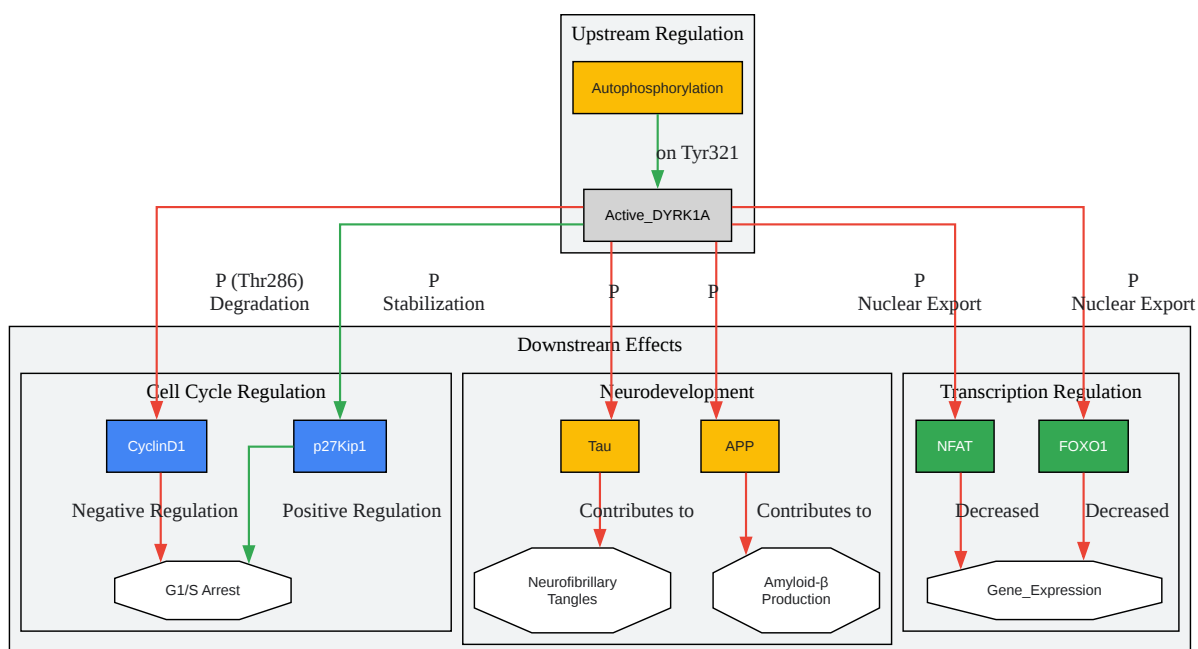 Upstream Regulation
Autophosphorylation
on Tyr321
Active_DYRK1A
P (Thr286)
Degradation
P
Stabilization
P
P
P
Nuclear Export
P
Nuclear Export
Downstream Effects
Cell Cycle Regulation
Neurodevelopment
Transcription Regulation
CyclinD1
p27Kip1
Tau
APP
NFAT
FOXO1
Negative Regulation
Positive Regulation
Contributes to
Contributes to
Decreased
Decreased
G1/S Arrest
Neurofibrillary
Tangles
Amyloid-β
Production
Gene_Expression